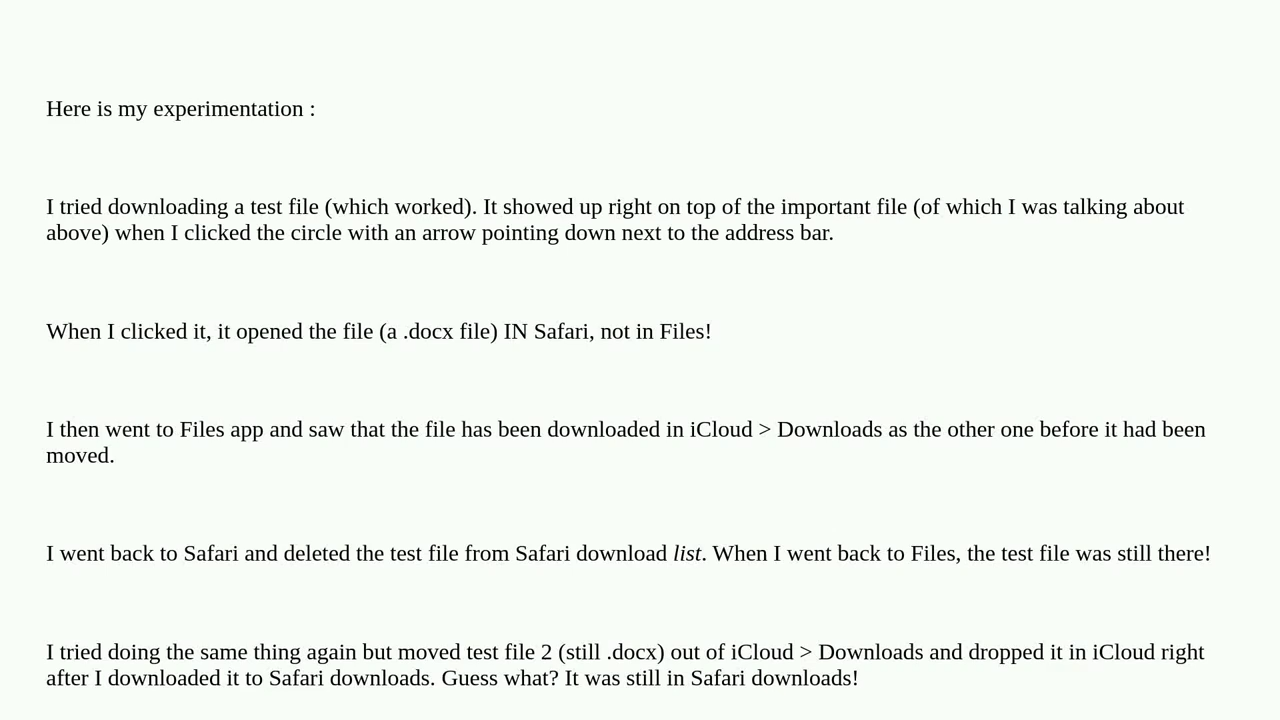 Here is my experimentation :
I tried downloading a test file (which worked). It showed up right on top of the important file (of which I was talking about
above) when I clicked the circle with an arrow pointing down next to the address bar.
When I clicked it, it opened the file (a .docx file) IN Safari, not in Files!
I then went to Files app and saw that the file has been downloaded in iCloud > Downloads as the other one before it had been
moved.
I went back to Safari and deleted the test file from Safari download list. When I went back to Files, the test file was still there!
I tried doing the same thing again but moved test file 2 (still .docx) out of iCloud > Downloads and dropped it in iCloud right
after I downloaded it to Safari downloads. Guess what? It was still in Safari downloads!